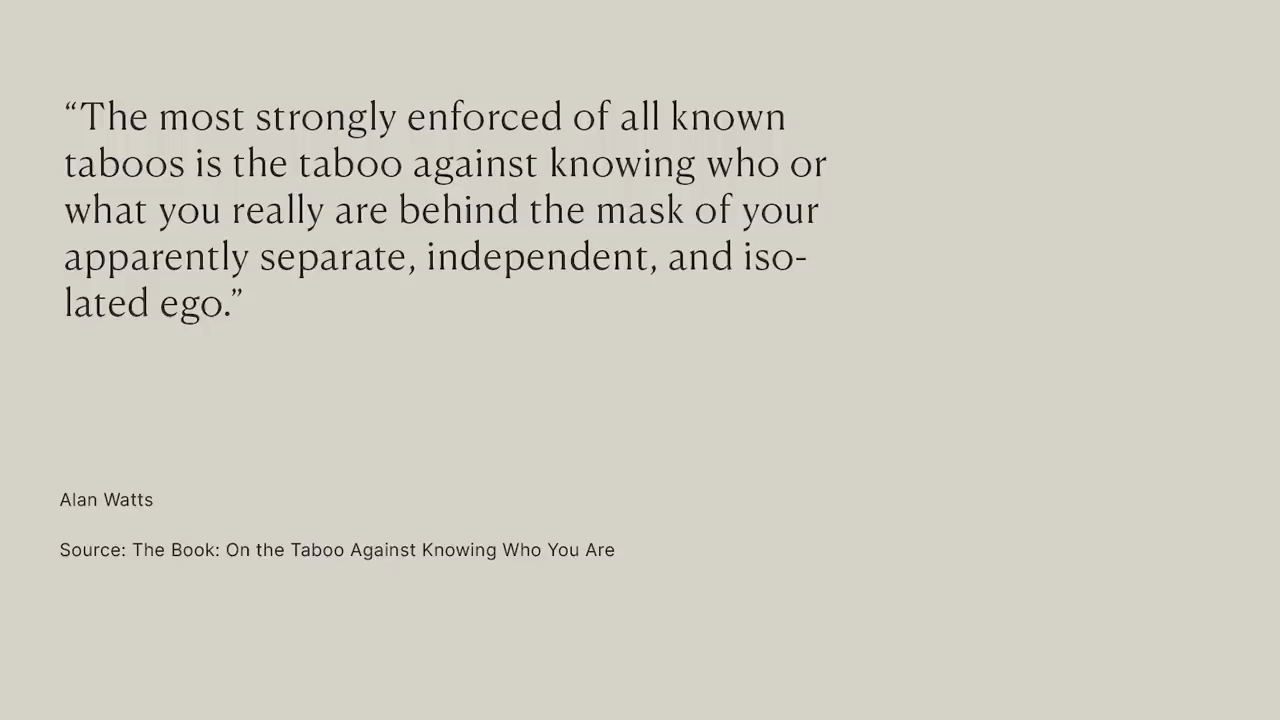 “The most strongly enforced of all known
taboos is the taboo against knowing who or
what you really are behind the mask of your
apparently separate, independent, and iso-
lated ego.”
Alan Watts
Source: The Book: On the Taboo Against Knowing Who You Are